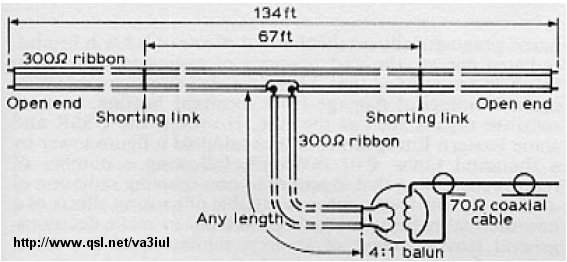 134ft
67ft
300Ω ribbon
Open end
Shorting link
Shorting link
Open end
300Ω ribbon
Any length
70Ω coaxial
cable
4:1 balun
http://www.qsl.net/va3iul